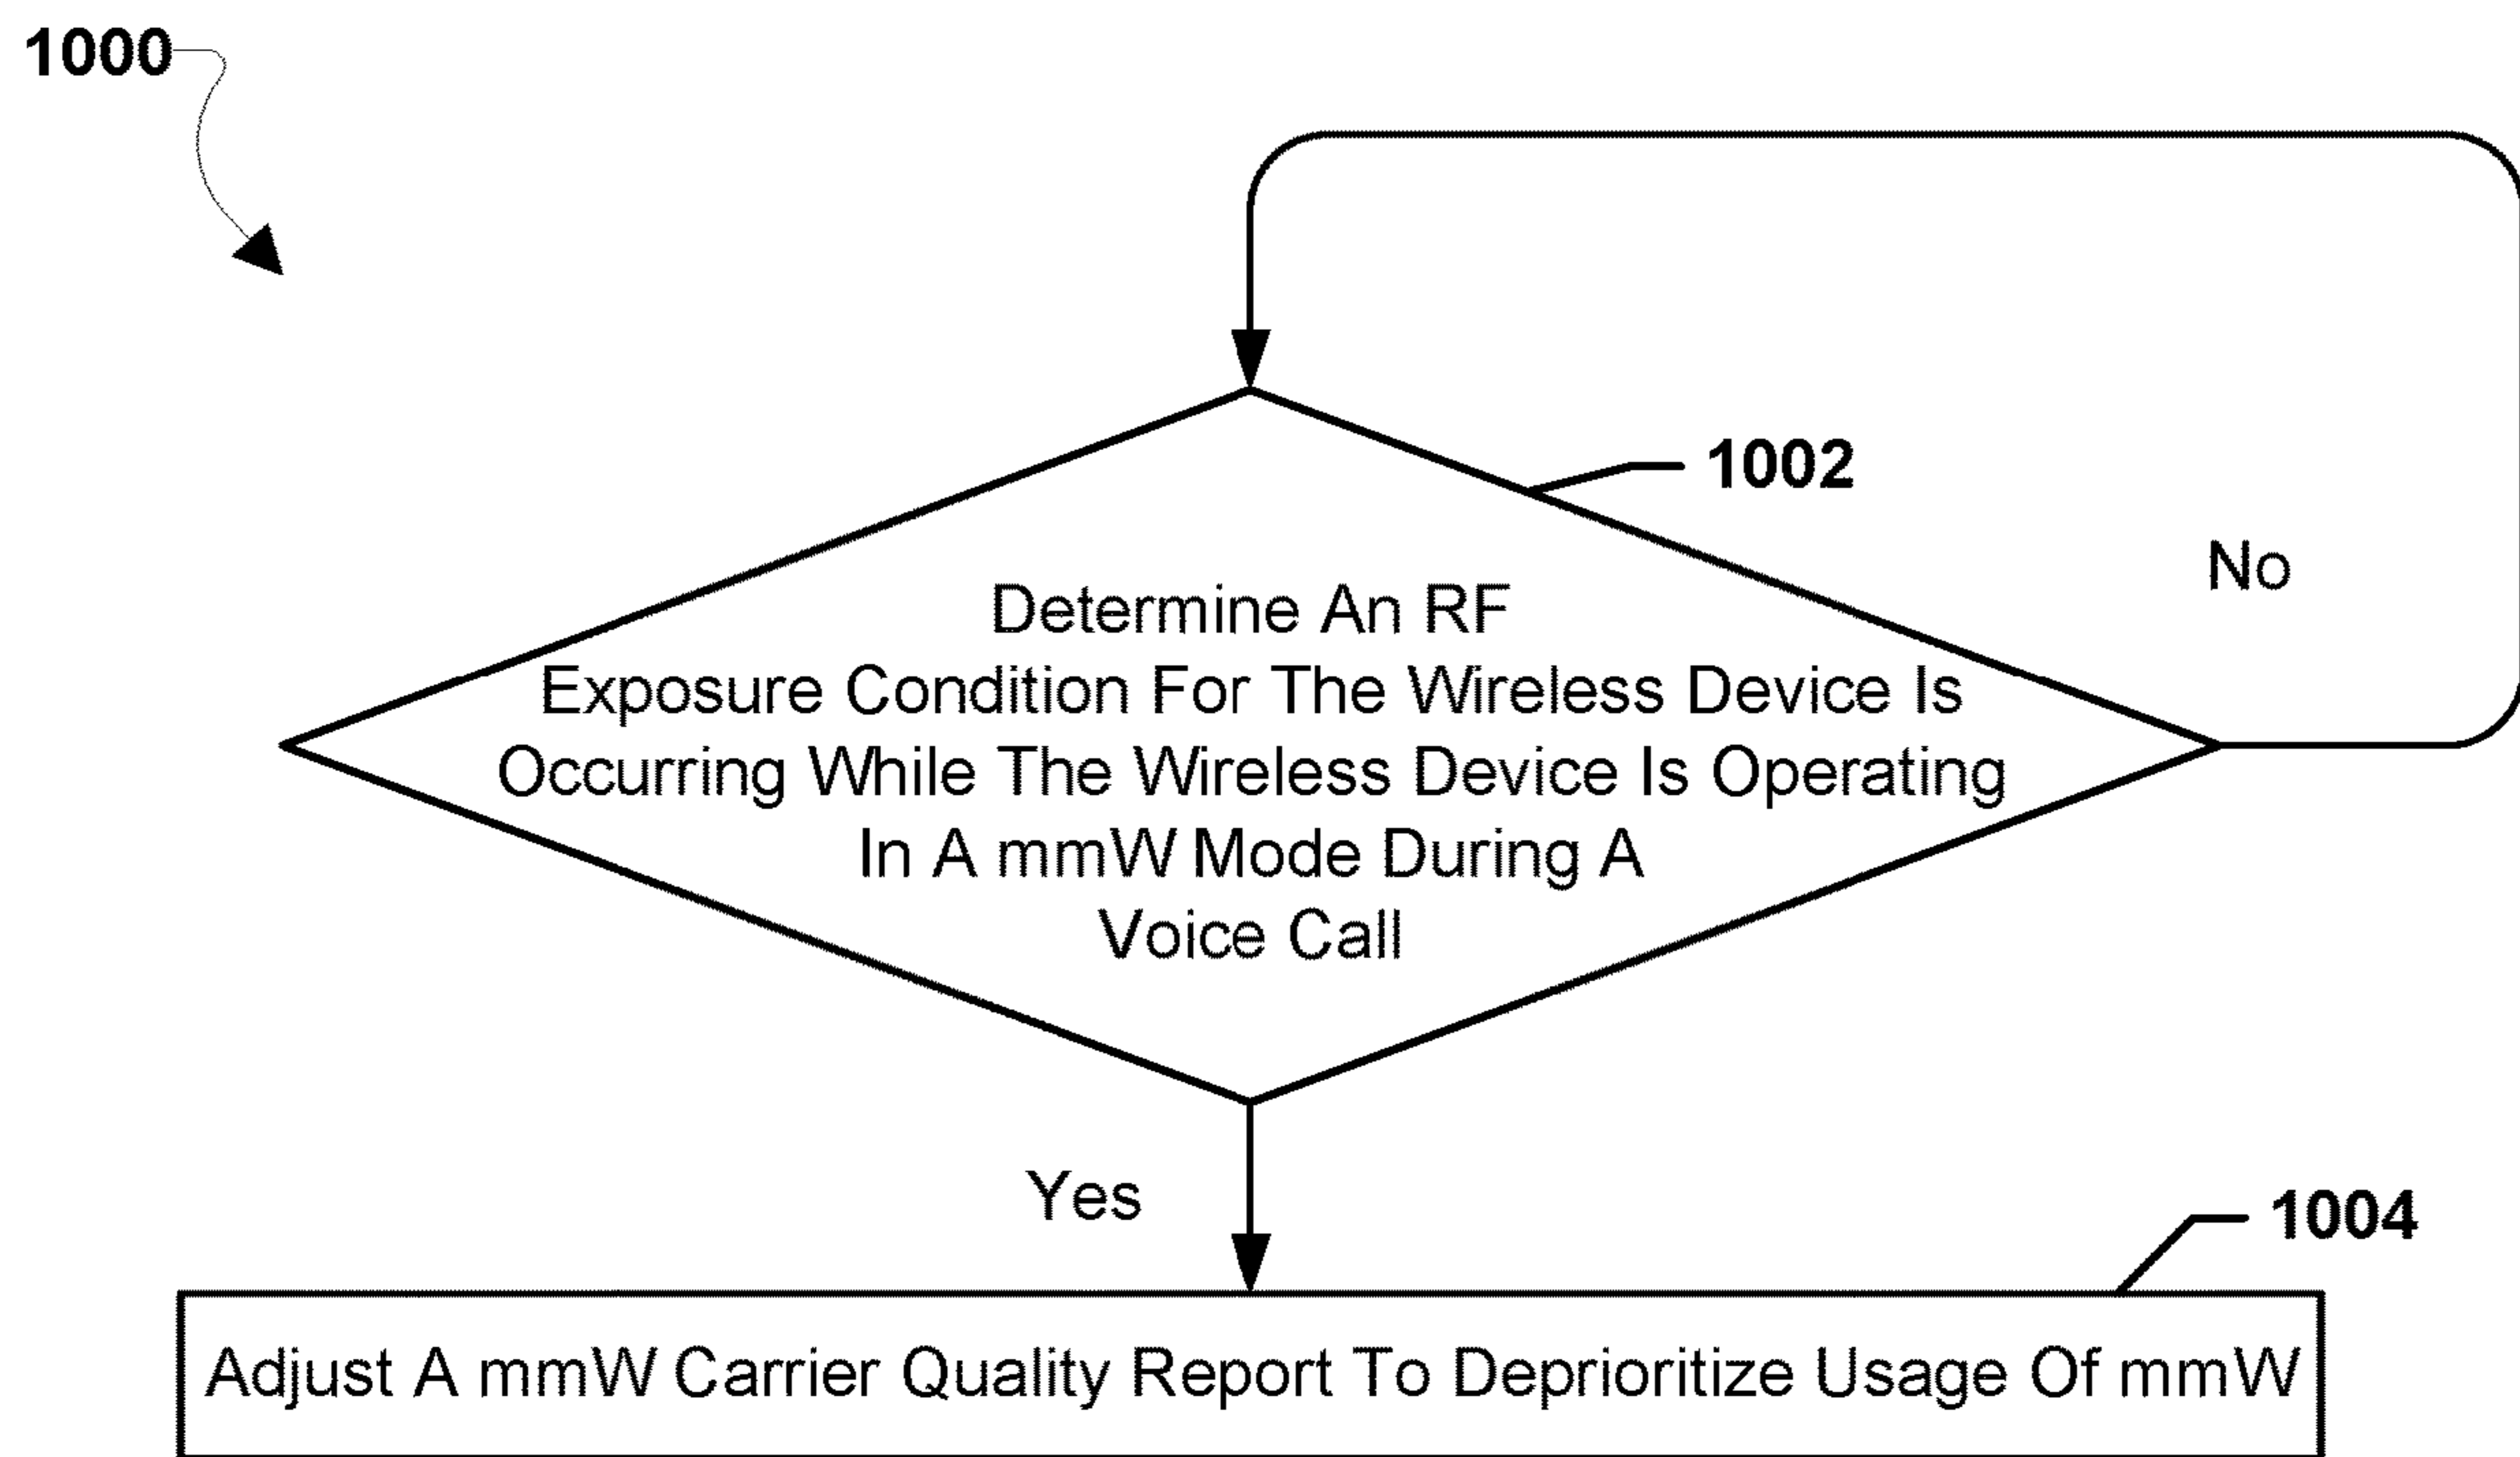 1000
1002
No
Determine An RF
Exposure Condition For The Wireless Device Is
Occurring While The Wireless Device Is Operating
In A mmW Mode During A
Voice Call
Yes
1004
Adjust A mmW Carrier Quality Report To Deprioritize Usage Of mmW